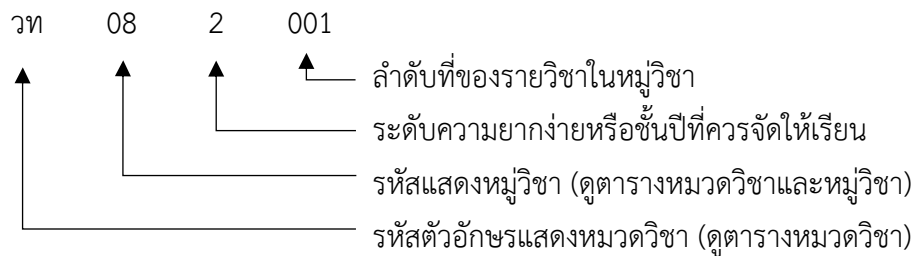 วท 08 2 001
ลำดับที่ของรายวิชาในหมู่วิชา
ระดับความยากง่ายหรือชั้นปีที่ควรจัดให้เรียน
รหัสแสดงหมู่วิชา (ดูตารางหมวดวิชาและหมู่วิชา)
รหัสตัวอักษรแสดงหมวดวิชา (ดูตารางหมวดวิชา)